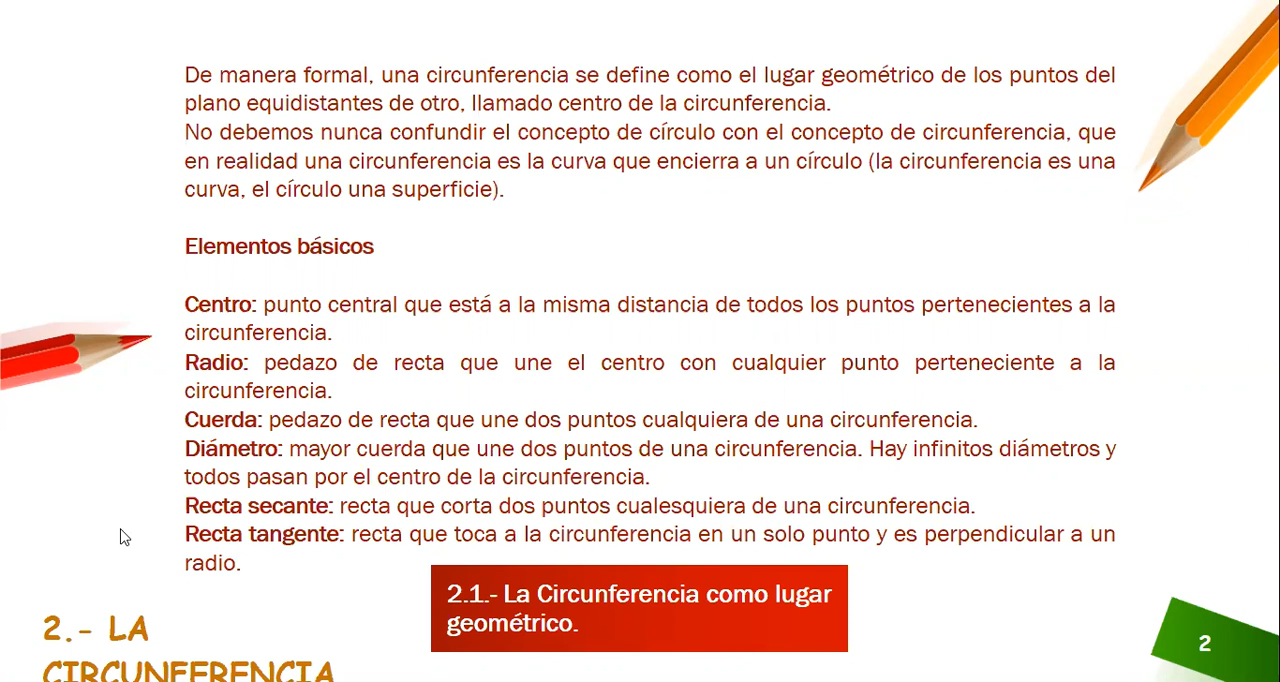 De manera formal, una circunferencia se define como el lugar geométrico de los puntos del
plano equidistantes de otro, llamado centro de la circunferencia.
No debemos nunca confundir el concepto de círculo con el concepto de circunferencia, que
en realidad una circunferencia es la curva que encierra a un círculo (la circunferencia es una
curva, el círculo una superficie).
Elementos básicos
Centro: punto central que está a la misma distancia de todos los puntos pertenecientes a la
circunferencia.
Radio: pedazo de recta que une el centro con cualquier punto perteneciente a la
circunferencia.
Cuerda: pedazo de recta que une dos puntos cualquiera de una circunferencia.
Diámetro: mayor cuerda que une dos puntos de una circunferencia. Hay infinitos diámetros y
todos pasan por el centro de la circunferencia.
Recta secante: recta que corta dos puntos cualesquiera de una circunferencia.
Recta tangente: recta que toca a la circunferencia en un solo punto y es perpendicular a un
radio.
2.1.- La Circunferencia como lugar
geométrico.
2.- LA
CIRCUNFERENCIA
2